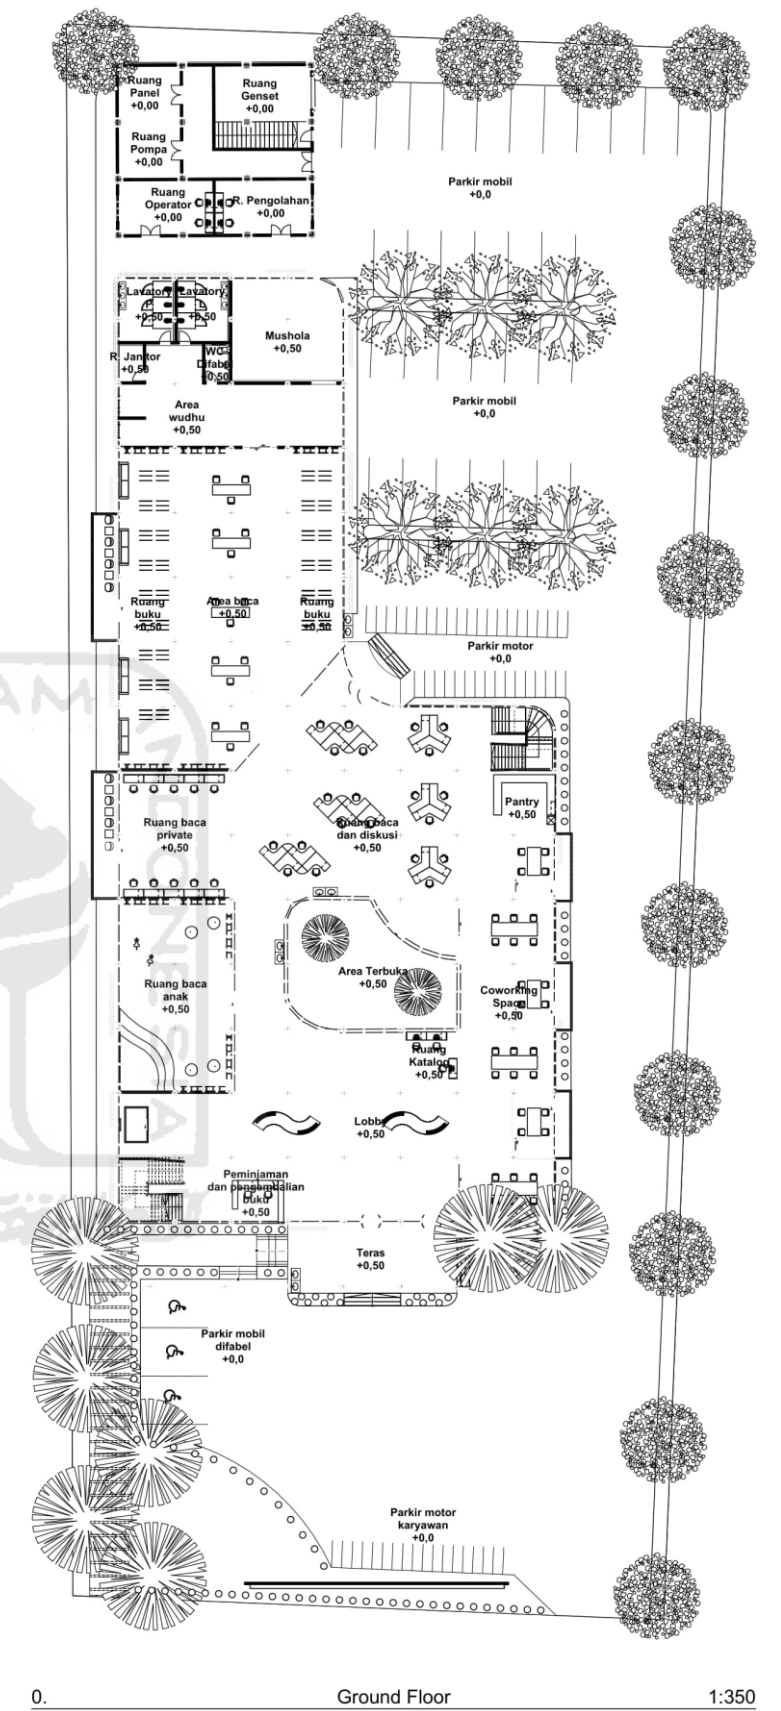 Ruang
Panel
+0,00
Ruang
Genset
+0,00
Ruang
Pompa
+0,00
Parkir mobil
+0,0
Ruang
Operator
+0,00
R. Pengolahan
+0,00
Lavatory
P
+0,50
Lavatory
+0,50
Mushola
+0,50
R. Janitor
+0,50
WC
Difabel
+0,50
Parkir mobil
+0,0
Area
wudhu
+0,50
Ruang
buku
+0,50
Area baca
+0,50
Ruang
buku
+0,50
Parkir motor
+0,0
Pantry
+0,50
Ruang baca
private
+0,50
Ruang baca
dan diskusi
+0,50
Area Terbuka
+0,50
Ruang baca
anak
+0,50
Coworking
Space
+0,50
Ruang
Katalog
+0,50
Lobby
+0,50
Peminjaman
dan pengembalian
buku
+0,50
Teras
+0,50
Parkir mobil
difabel
+0,0
Parkir motor
karyawan
+0,0
0. Ground Floor 1:350